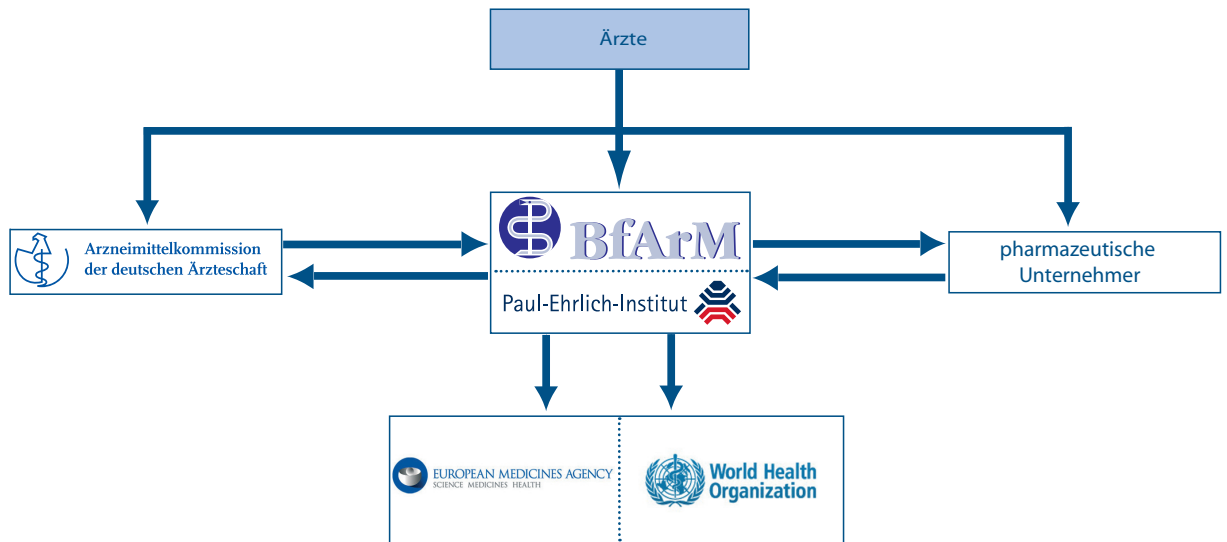 Ärzte
BfArM
Arzneimittelkommission
der deutschen Ärzteschaft
pharmazeutische
Unternehmer
Paul-Ehrlich-Institut
EUROPEAN MEDICINES AGENCY
SCIENCE MEDICINES HEALTH
World Health
Organization